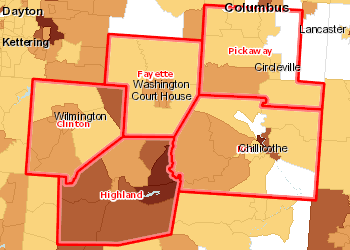 Columbus
Dayton
Lancaster
Kettering
Pickaway
Circleville
Fayette
Washington
Court House
Wilmington
Clinton
Chillicothe
Highland